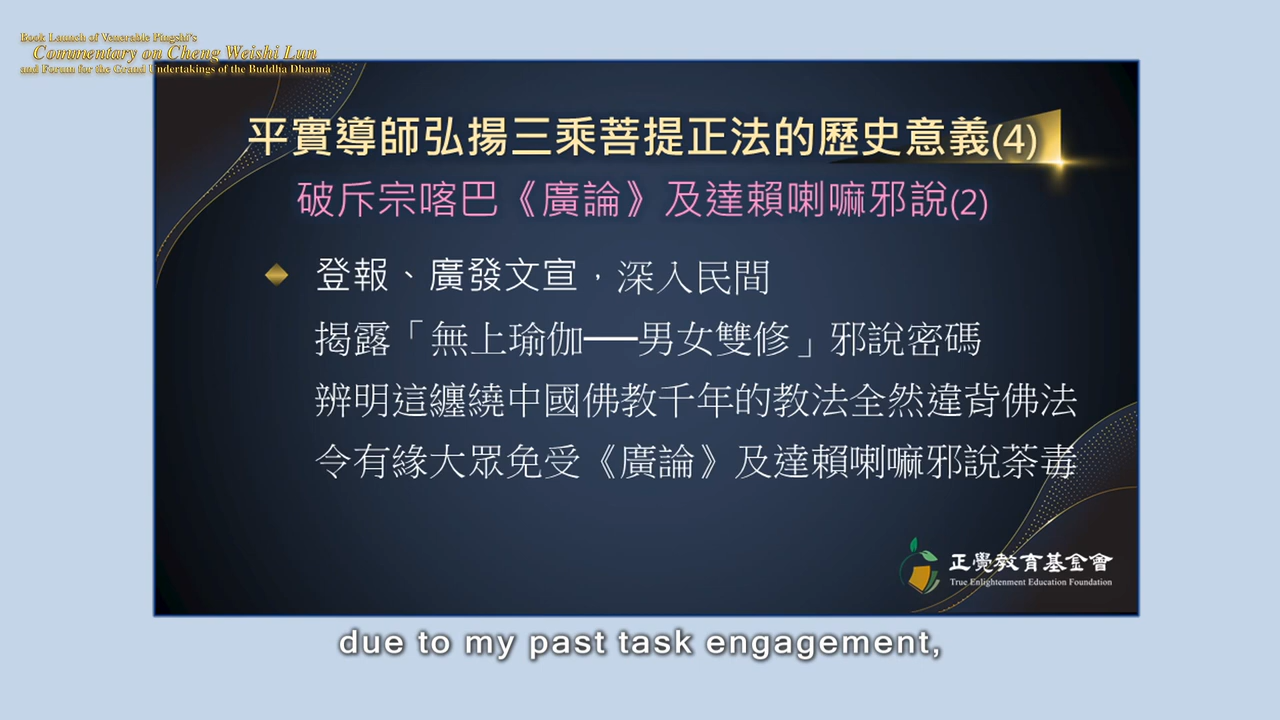 Book Launch of Venerable Pingshi's
Commentary on Cheng Weishi Lun
and Forum for the Grand Undertakings of the Buddha Dharma
平實導師弘揚三乘菩提正法的歷史意義(4)
破斥宗喀巴《廣論》及達賴喇嘛邪說(2)
登報、廣發文宣，深入民間
揭露「無上瑜伽──男女雙修」邪說密碼
辨明這纏繞中國佛教千年的教法全然違背佛法
令有緣大眾免受《廣論》及達賴喇嘛邪說荼毒
正覺教育基金會
True Enlightenment Education Foundation
due to my past task engagement,